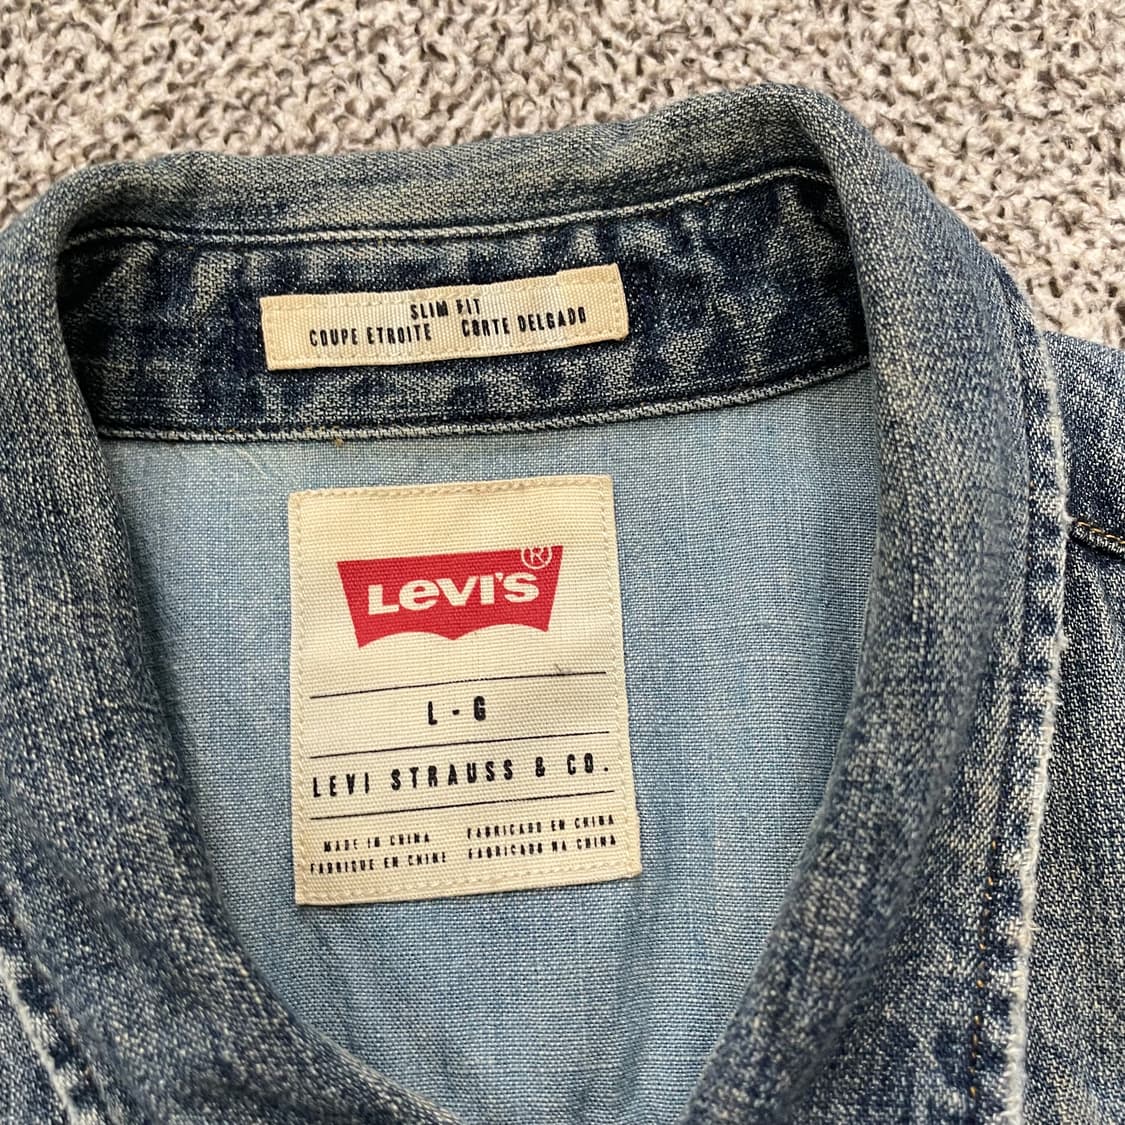 SLIM FIT
COUPE ETROITE CORTE DELGADO
LEVI'S ®
L - G
LEVI STRAUSS & CO.
MADE IN CHINA FABRICADO EN CHINA
FABRIQUE EN CHINE FABRICADO NA CHINA